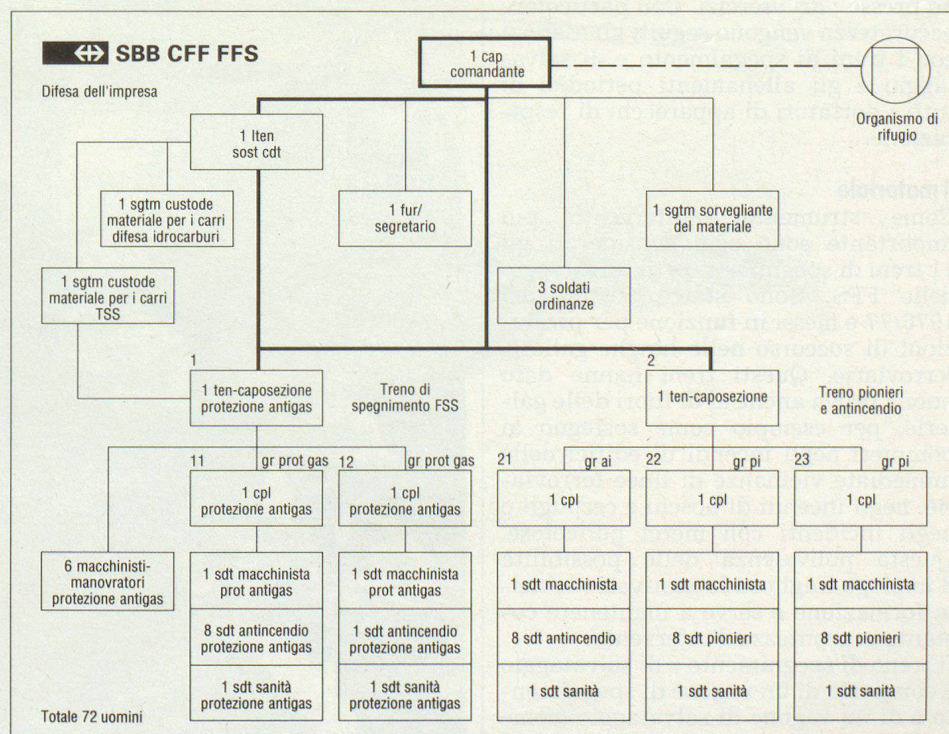 SBB CFF FFS
Difesa dell'impresa
1 cap
comandante
Organismo di
rifugio
1 lten
sost cdt
1 sgtm custode
materiale per i carri
difesa idrocarburi
1 fur/
segretario
1 sgtm sorvegliante
del materiale
1 sgtm custode
materiale per i carri
TSS
3 soldati
ordinanze
1
1 ten-caposezione
protezione antigas
Treno di
spegnimento FSS
2
1 ten-caposezione
Treno pionieri
e antincendio
11 gr prot gas
12 gr prot gas
21 gr ai
22 gr pi
23 gr pi
1 cpl
protezione antigas
1 cpl
protezione antigas
1 cpl
1 cpl
1 cpl
6 macchinisti-
manovratori
protezione antigas
1 sdt macchinista
prot antigas
1 sdt macchinista
prot antigas
1 sdt macchinista
1 sdt macchinista
1 sdt macchinista
8 sdt antincendio
protezione antigas
1 sdt antincendio
protezione antigas
8 sdt antincendio
8 sdt pionieri
8 sdt pionieri
1 sdt sanità
protezione antigas
1 sdt sanità
protezione antigas
1 sdt sanità
1 sdt sanità
1 sdt sanità
Totale 72 uomini